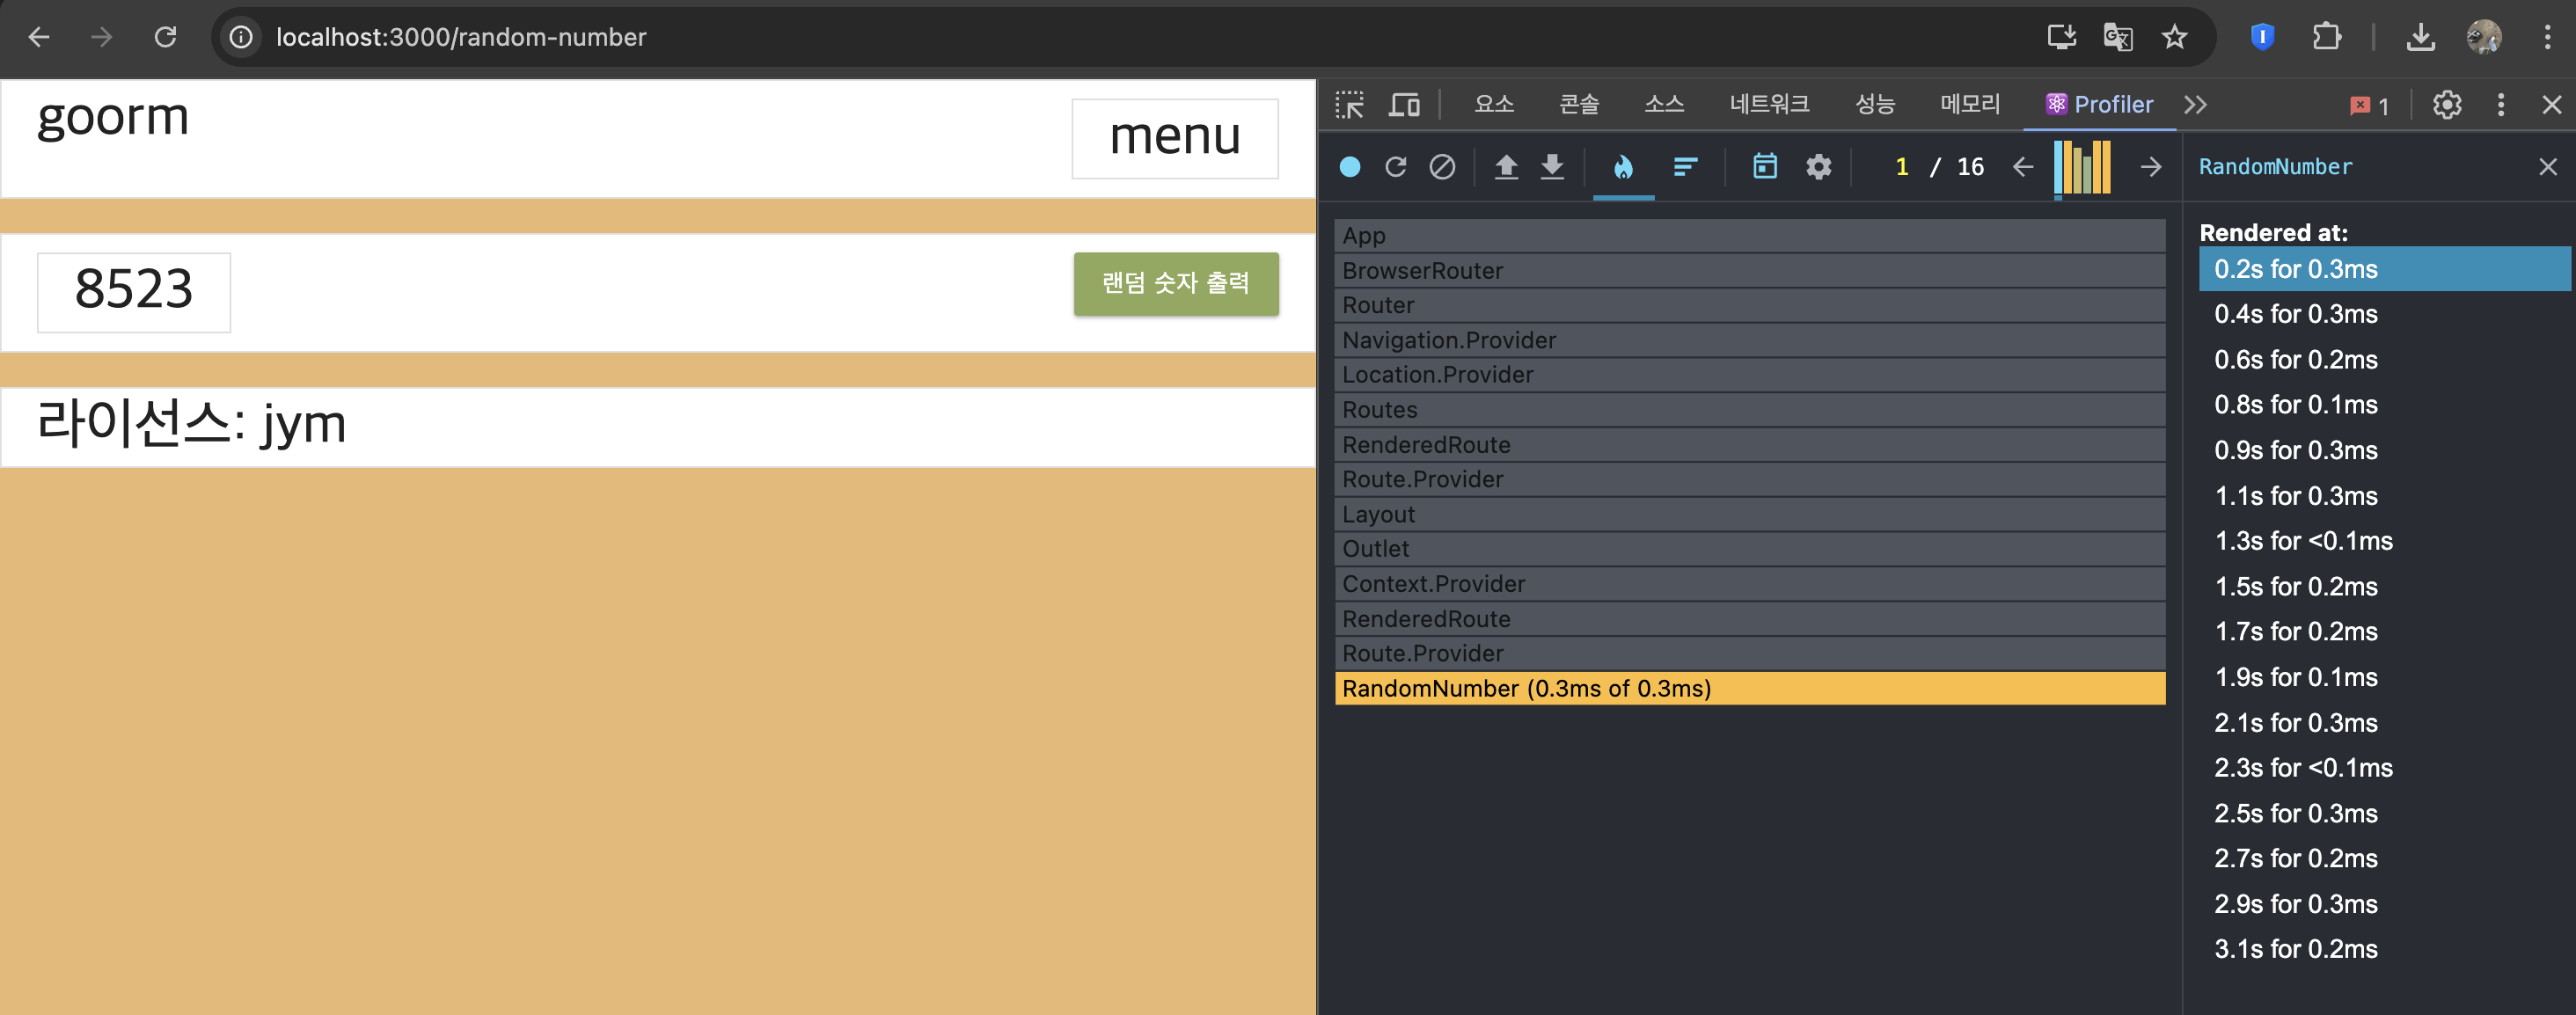 localhost:3000/random-number
goorm
menu
8523
랜덤 숫자 출력
라이선스: jym
요소 콘솔 소스 네트워크 성능 메모리 Profiler 1
1 / 16
App
BrowserRouter
Router
Navigation.Provider
Location.Provider
Routes
RenderedRoute
Route.Provider
Layout
Outlet
Context.Provider
RenderedRoute
Route.Provider
RandomNumber (0.3ms of 0.3ms)
RandomNumber
Rendered at:
0.2s for 0.3ms
0.4s for 0.3ms
0.6s for 0.2ms
0.8s for 0.1ms
0.9s for 0.3ms
1.1s for 0.3ms
1.3s for <0.1ms
1.5s for 0.2ms
1.7s for 0.2ms
1.9s for 0.1ms
2.1s for 0.3ms
2.3s for <0.1ms
2.5s for 0.3ms
2.7s for 0.2ms
2.9s for 0.3ms
3.1s for 0.2ms